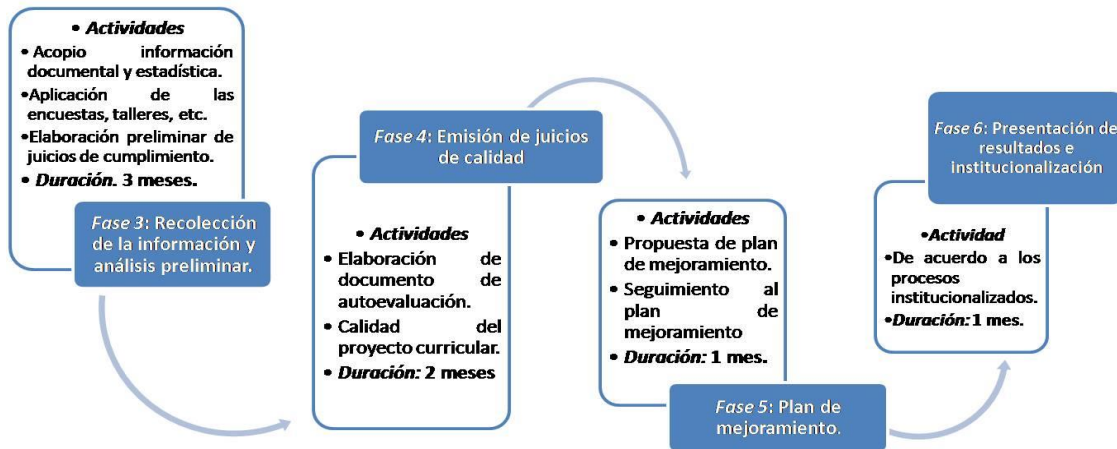 • Actividades
• Acopio información
documental y estadística.
•Aplicación de las
encuestas, talleres, etc.
•Elaboración preliminar de
juicios de cumplimiento.
• Duración. 3 meses.
Fase 3: Recolección
de la información y
análisis preliminar.
Fase 4: Emisión de juicios
de calidad
• Actividades
• Elaboración de
documento de
autoevaluación.
• Calidad del
proyecto curricular.
• Duración: 2 meses
• Actividades
• Propuesta de plan
de mejoramiento.
• Seguimiento al
plan de
mejoramiento
• Duración: 1 mes.
Fase 5: Plan de
mejoramiento.
Fase 6: Presentación de
resultados e
institucionalización
•Actividad
•De acuerdo a los
procesos
institucionalizados.
•Duración: 1 mes.